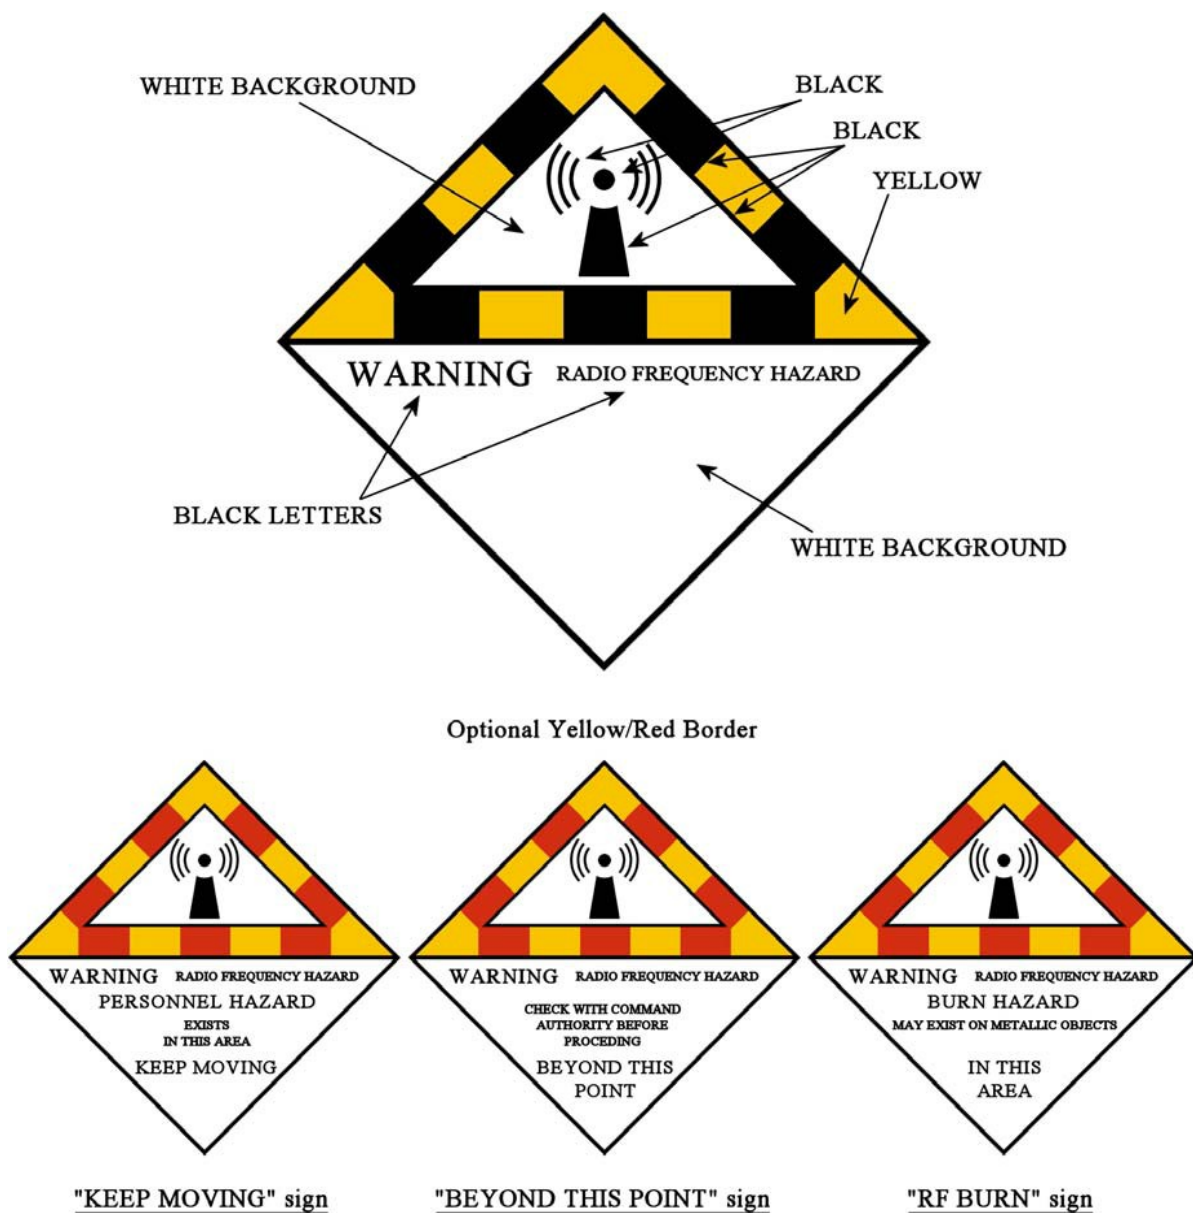 WHITE BACKGROUND
BLACK
BLACK
YELLOW
WARNING RADIO FREQUENCY HAZARD
BLACK LETTERS
WHITE BACKGROUND
Optional Yellow/Red Border
WARNING RADIO FREQUENCY HAZARD
PERSONNEL HAZARD
EXISTS
IN THIS AREA
KEEP MOVING
"KEEP MOVING" sign
WARNING RADIO FREQUENCY HAZARD
CHECK WITH COMMAND
AUTHORITY BEFORE
PROCEDING
BEYOND THIS
POINT
"BEYOND THIS POINT" sign
WARNING RADIO FREQUENCY HAZARD
BURN HAZARD
MAY EXIST ON METALLIC OBJECTS
IN THIS
AREA
"RF BURN" sign